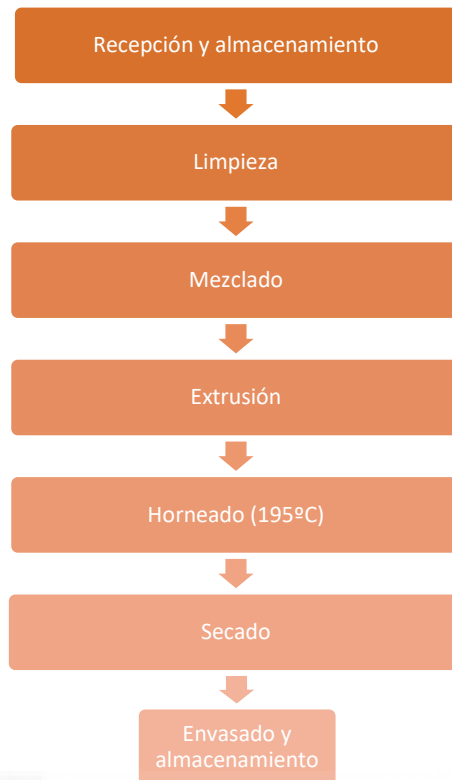 Recepción y almacenamiento
Limpieza
Mezclado
Extrusión
Horneado (195ºC)
Secado
Envasado y
almacenamiento